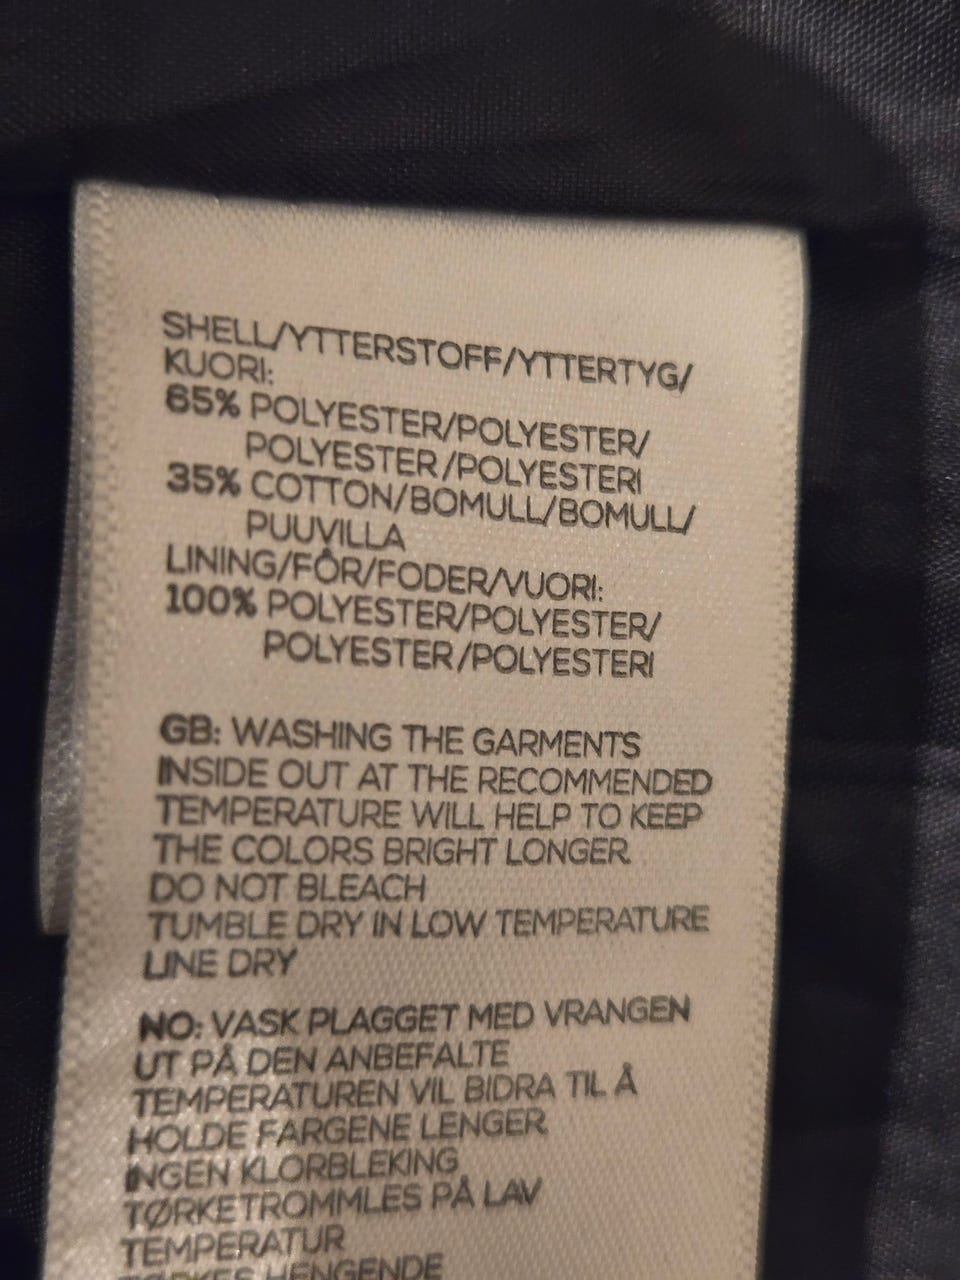 SHELL/YTTERSTOFF/YTTERTYG/
KUORI:
65% POLYESTER/POLYESTER/
POLYESTER/POLYESTERI
35% COTTON/BOMULL/BOMULL/
PUUVILLA
LINING/FÔR/FODER/VUORI:
100% POLYESTER/POLYESTER/
POLYESTER/POLYESTERI
GB: WASHING THE GARMENTS
INSIDE OUT AT THE RECOMMENDED
TEMPERATURE WILL HELP TO KEEP
THE COLORS BRIGHT LONGER.
DO NOT BLEACH
TUMBLE DRY IN LOW TEMPERATURE
LINE DRY
NO: VASK PLAGGET MED VRANGEN
UT PÅ DEN ANBEFALTE
TEMPERATUREN VIL BIDRA TIL Å
HOLDE FARGENE LENGER.
INGEN KLORBLEKING
TØRKETROMMLES PÅ LAV
TEMPERATUR
TØRKES HENGENDE